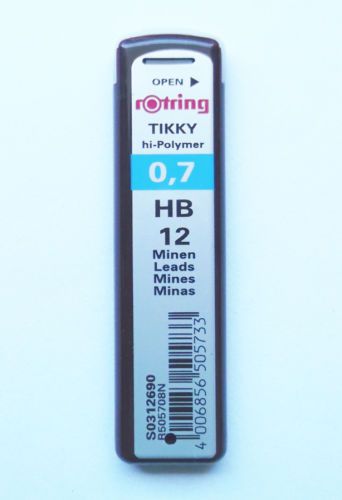 OPEN ►
rotring
TIKKY
hi-Polymer
0,7
HB
12
Minen
Leads
Mines
Minas
S0312690
R505708N
4 006856 505733